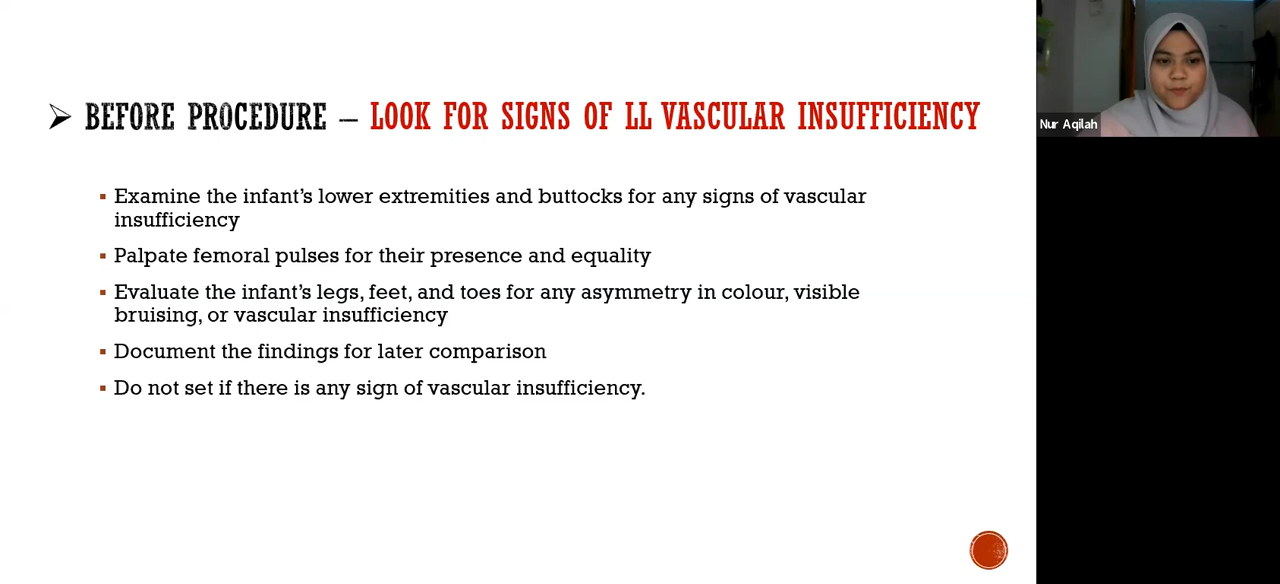 BEFORE PROCEDURE – LOOK FOR SIGNS OF LL VASCULAR INSUFFICIENCY
Examine the infant's lower extremities and buttocks for any signs of vascular
insufficiency
Palpate femoral pulses for their presence and equality
Evaluate the infant's legs, feet, and toes for any asymmetry in colour, visible
bruising, or vascular insufficiency
Document the findings for later comparison
Do not set if there is any sign of vascular insufficiency.
Nur Aqilah